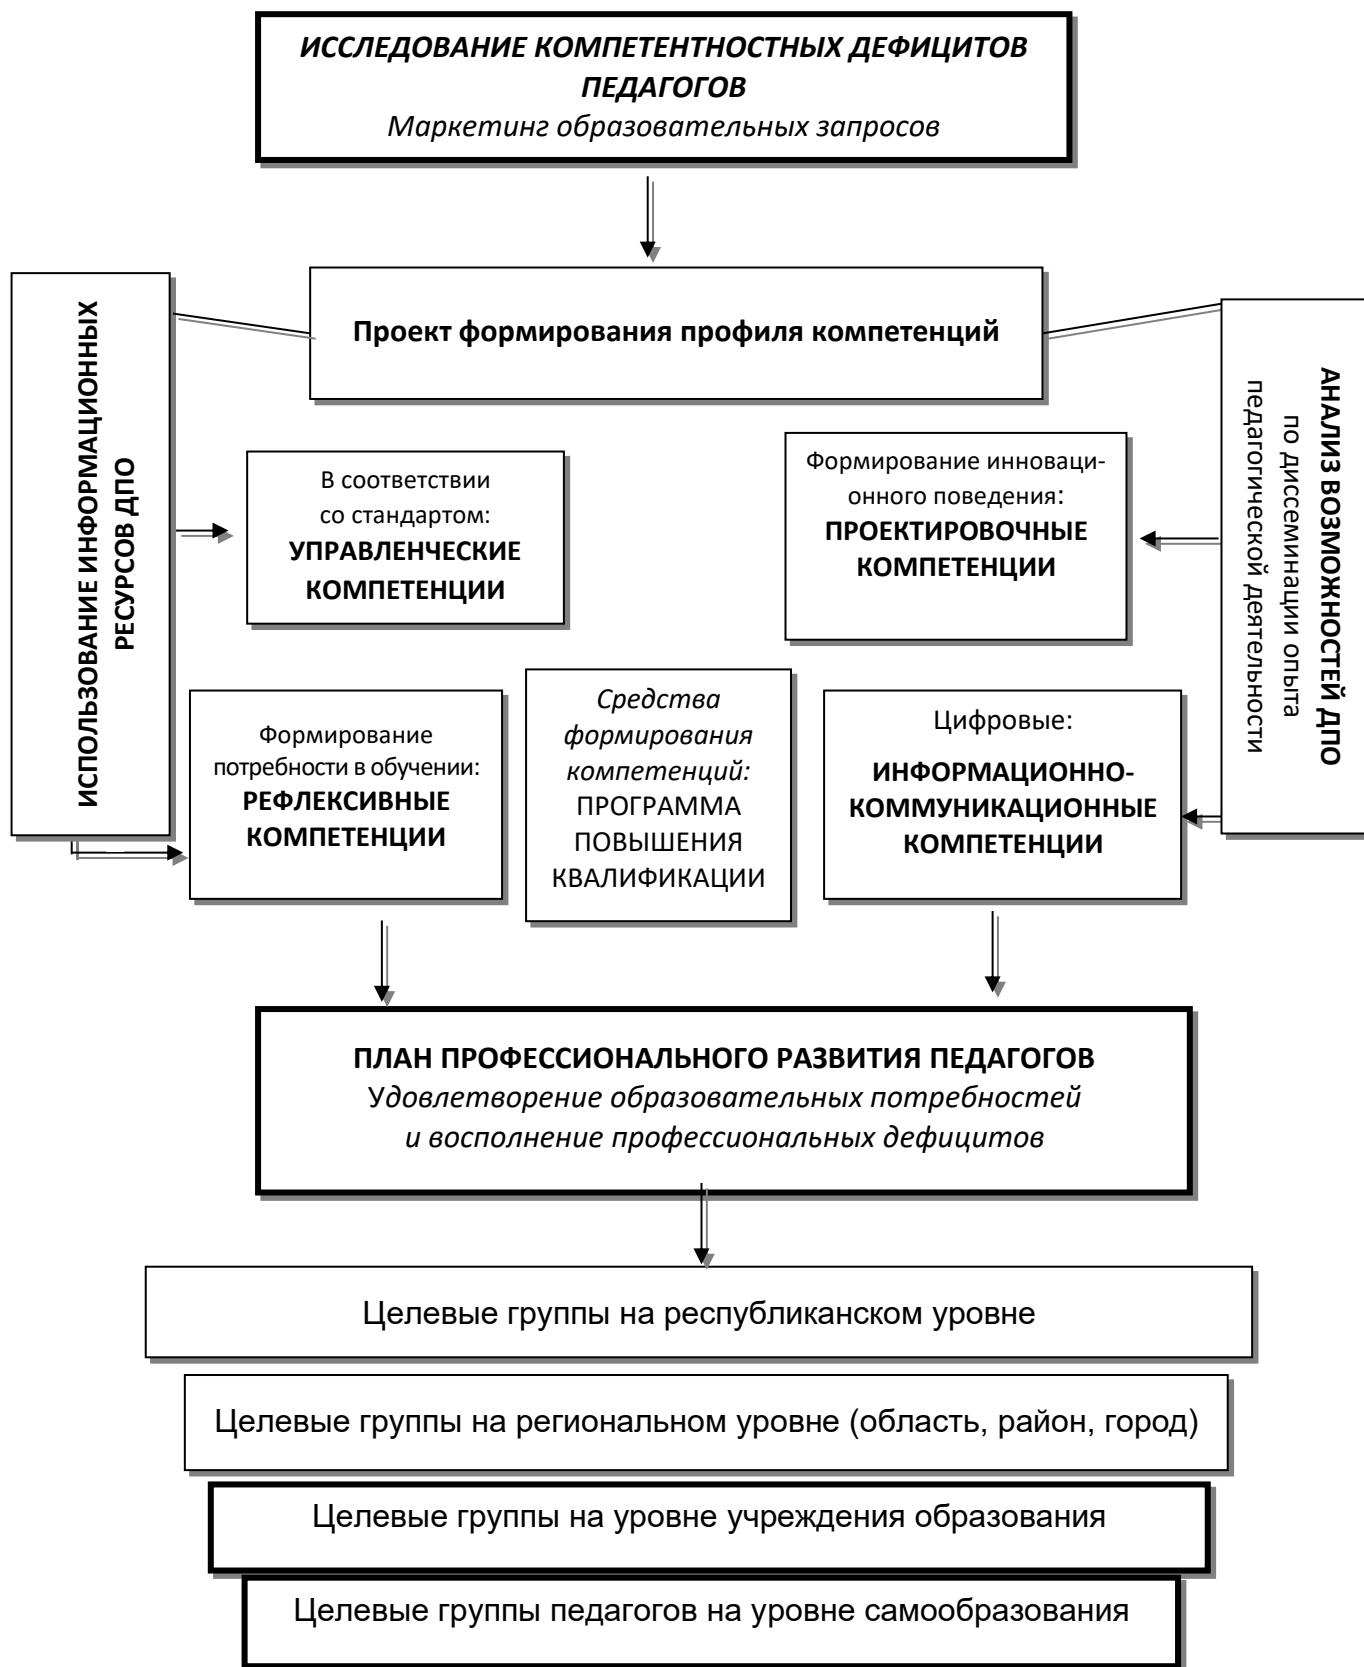 ИССЛЕДОВАНИЕ КОМПЕТЕНТНОСТНЫХ ДЕФИЦИТОВ
ПЕДАГОГОВ
Маркетинг образовательных запросов
Проект формирования профиля компетенций
ИСПОЛЬЗОВАНИЕ ИНФОРМАЦИОННЫХ
РЕСУРСОВ ДПО
АНАЛИЗ ВОЗМОЖНОСТЕЙ ДПО
по диссеминации опыта
педагогической деятельности
В соответствии
со стандартом:
УПРАВЛЕНЧЕСКИЕ
КОМПЕТЕНЦИИ
Формирование инноваци-
онного поведения:
ПРОЕКТИРОВОЧНЫЕ
КОМПЕТЕНЦИИ
Формирование
потребности в обучении:
РЕФЛЕКСИВНЫЕ
КОМПЕТЕНЦИИ
Средства
формирования
компетенций:
ПРОГРАММА
ПОВЫШЕНИЯ
КВАЛИФИКАЦИИ
Цифровые:
ИНФОРМАЦИОННО-
КОММУНИКАЦИОННЫЕ
КОМПЕТЕНЦИИ
ПЛАН ПРОФЕССИОНАЛЬНОГО РАЗВИТИЯ ПЕДАГОГОВ
Удовлетворение образовательных потребностей
и восполнение профессиональных дефицитов
Целевые группы на республиканском уровне
Целевые группы на региональном уровне (область, район, город)
Целевые группы на уровне учреждения образования
Целевые группы педагогов на уровне самообразования